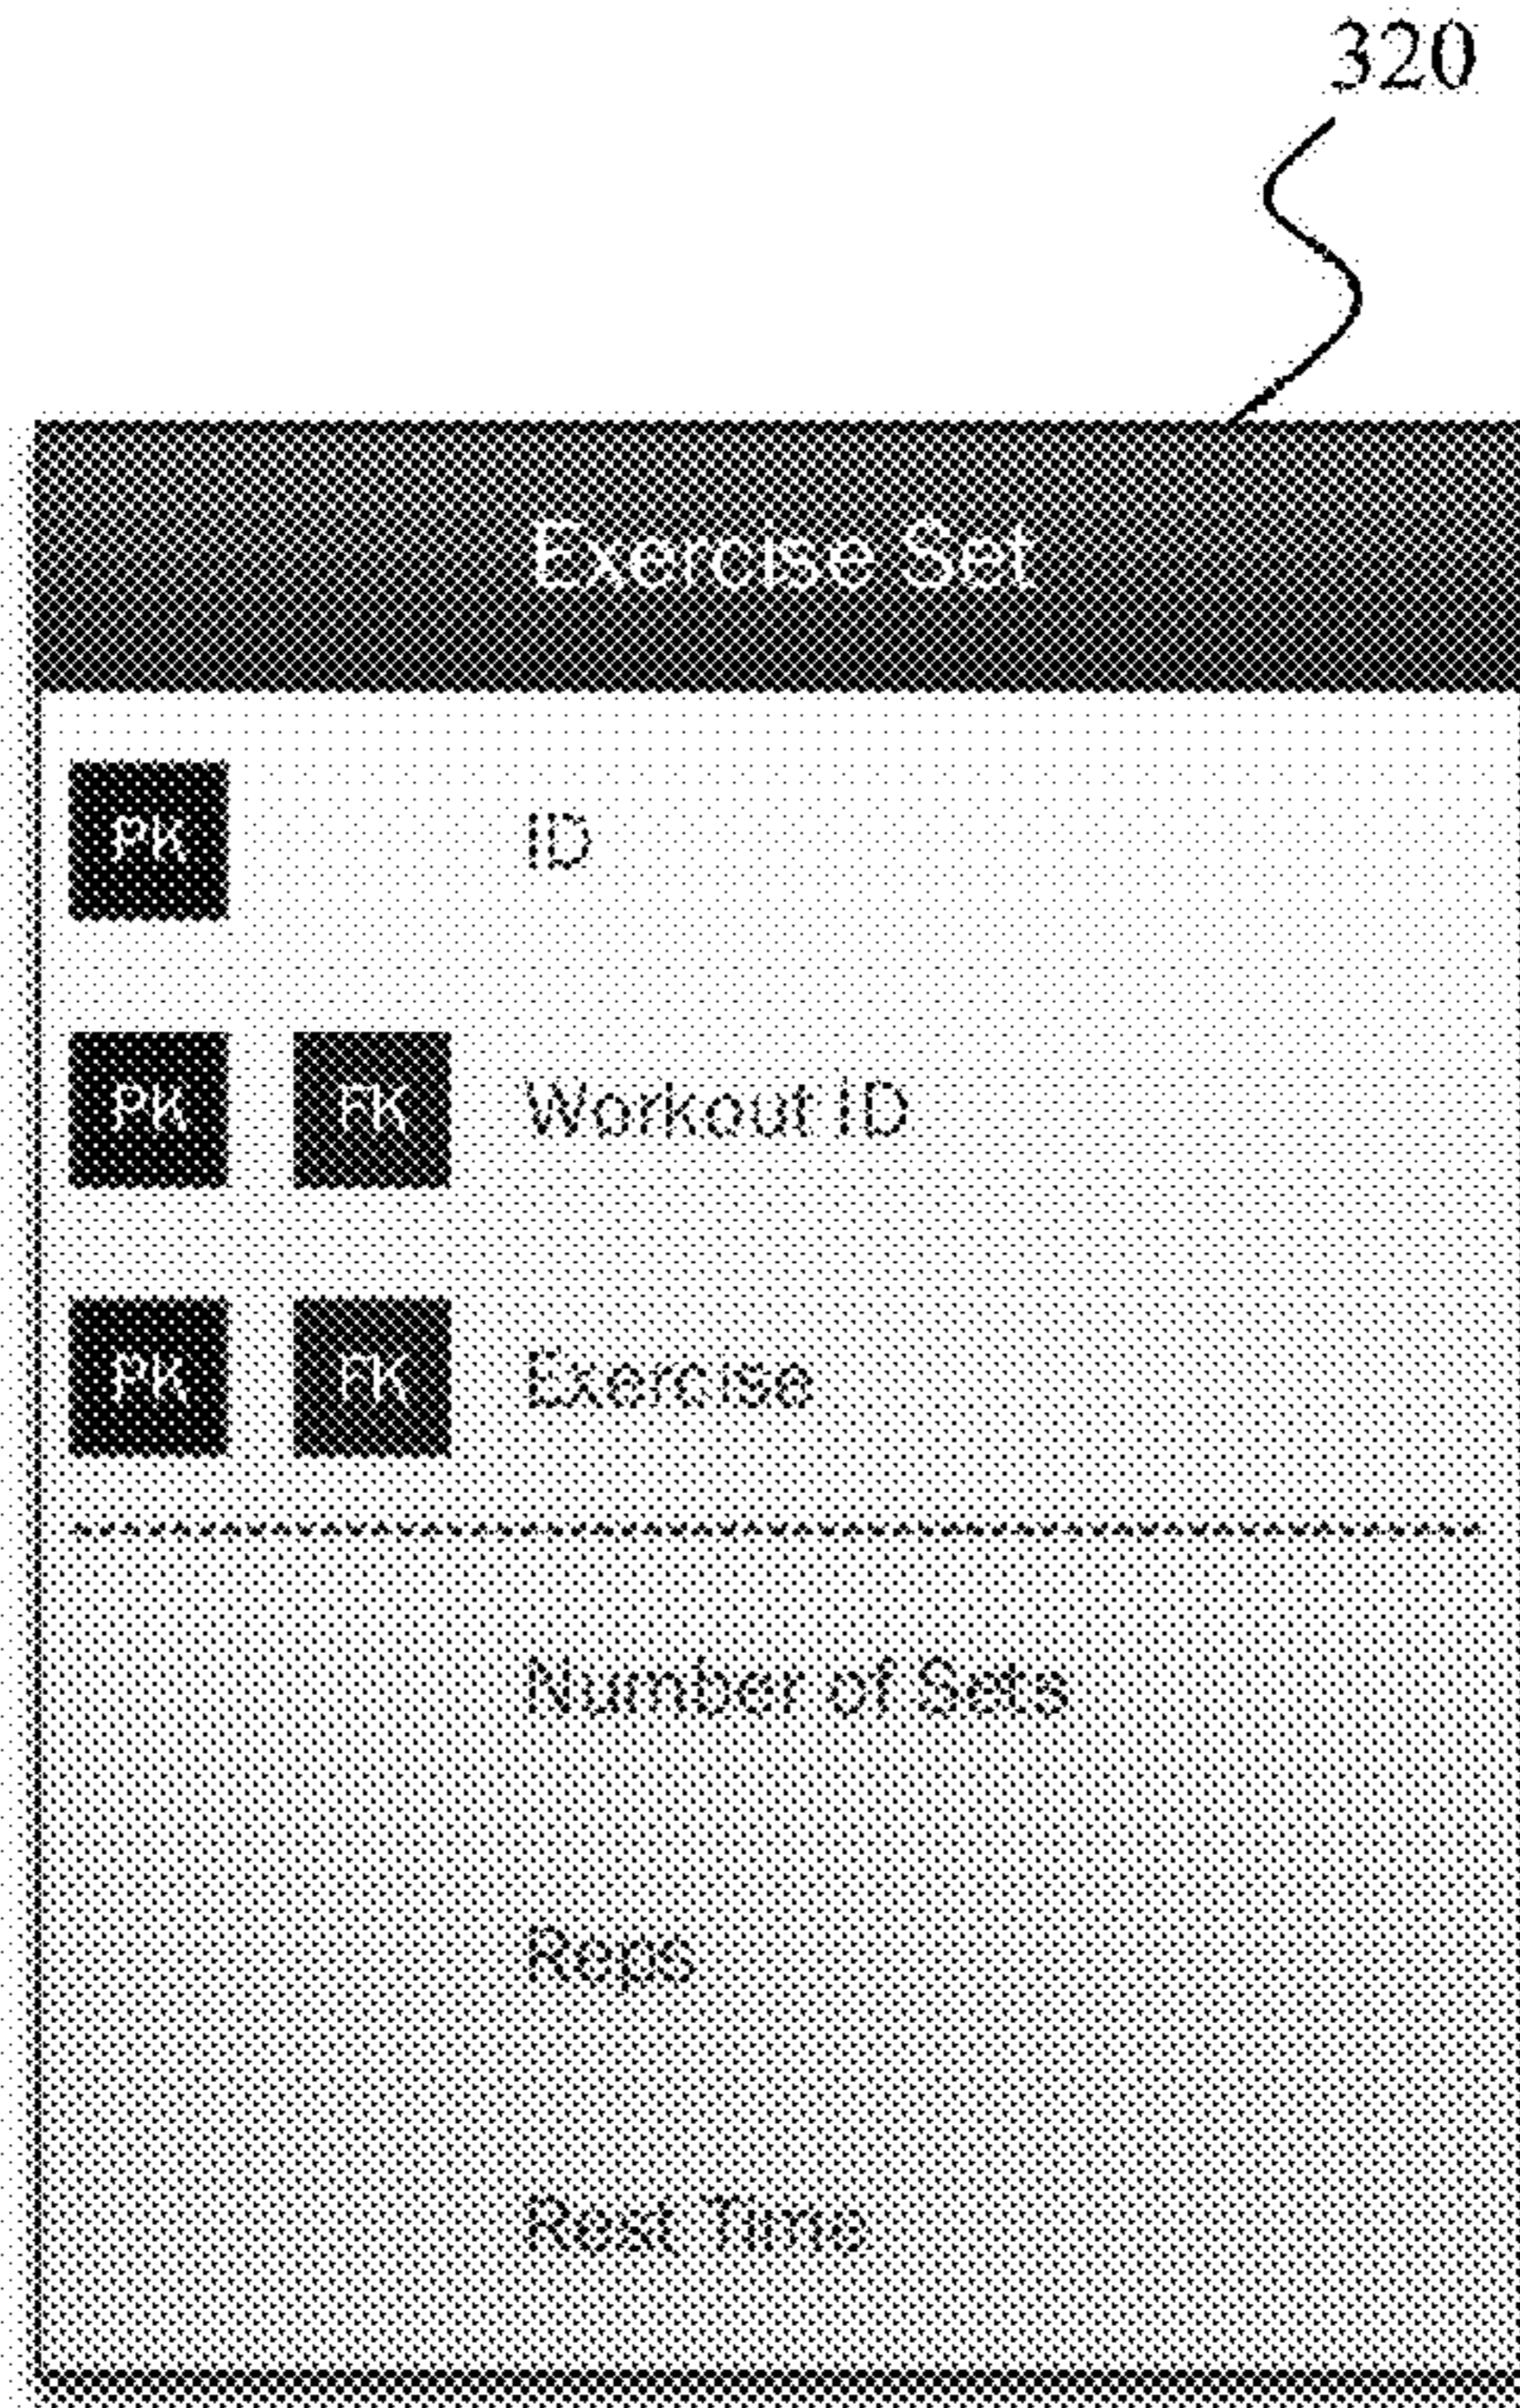 320
Exercise Set
PK ID
PK FK Workout ID
PK FK Exercise
Number of Sets
Reps
Rest Time